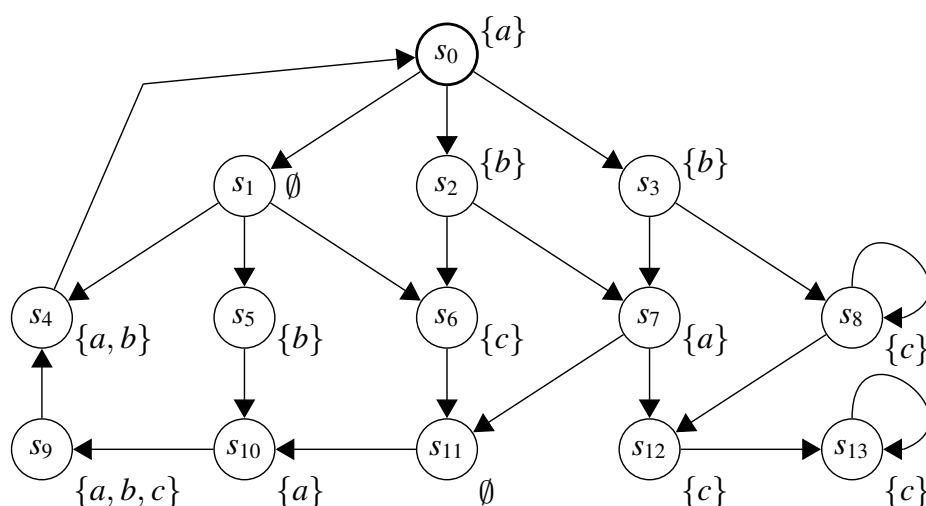 s₀ {a}
s₁ ∅ s₂ {b} s₃ {b}
s₄ {a, b} s₅ {b} s₆ {c} s₇ {a} s₈ {c}
s₉ {a, b, c} s₁₀ {a} s₁₁ ∅ s₁₂ {c} s₁₃ {c}